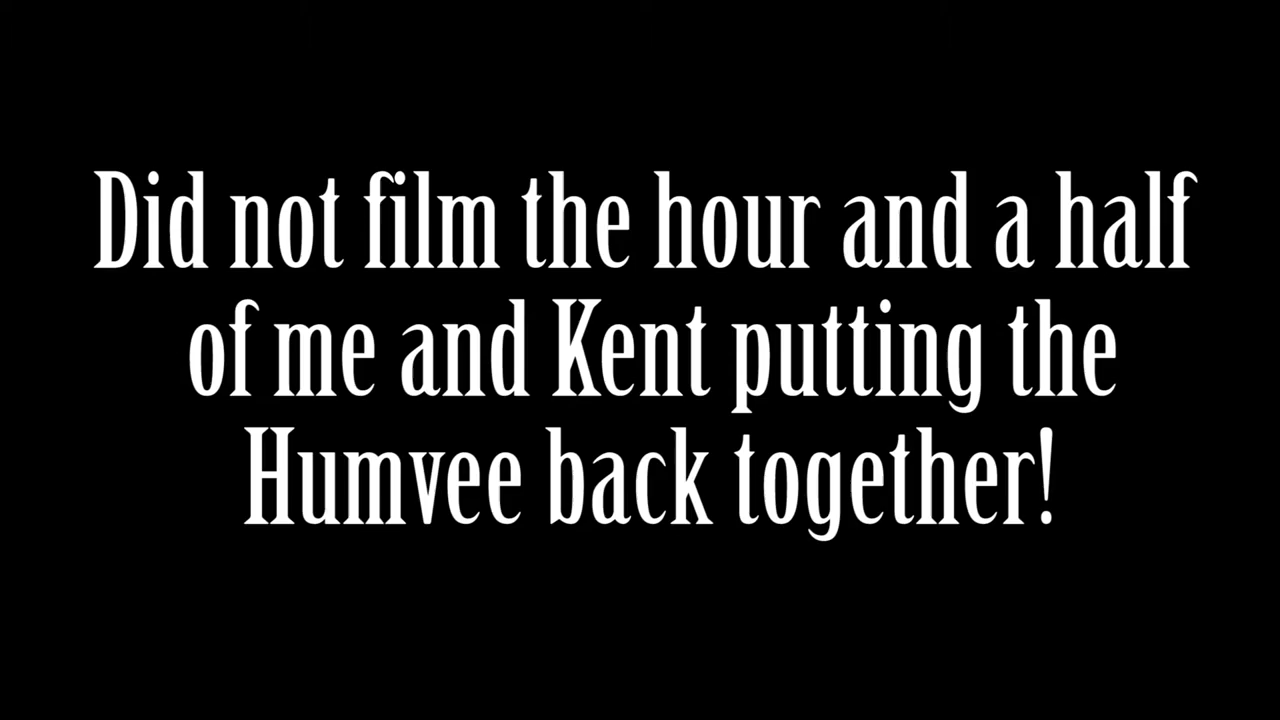 Did not film the hour and a half
of me and Kent putting the
Humvee back together!